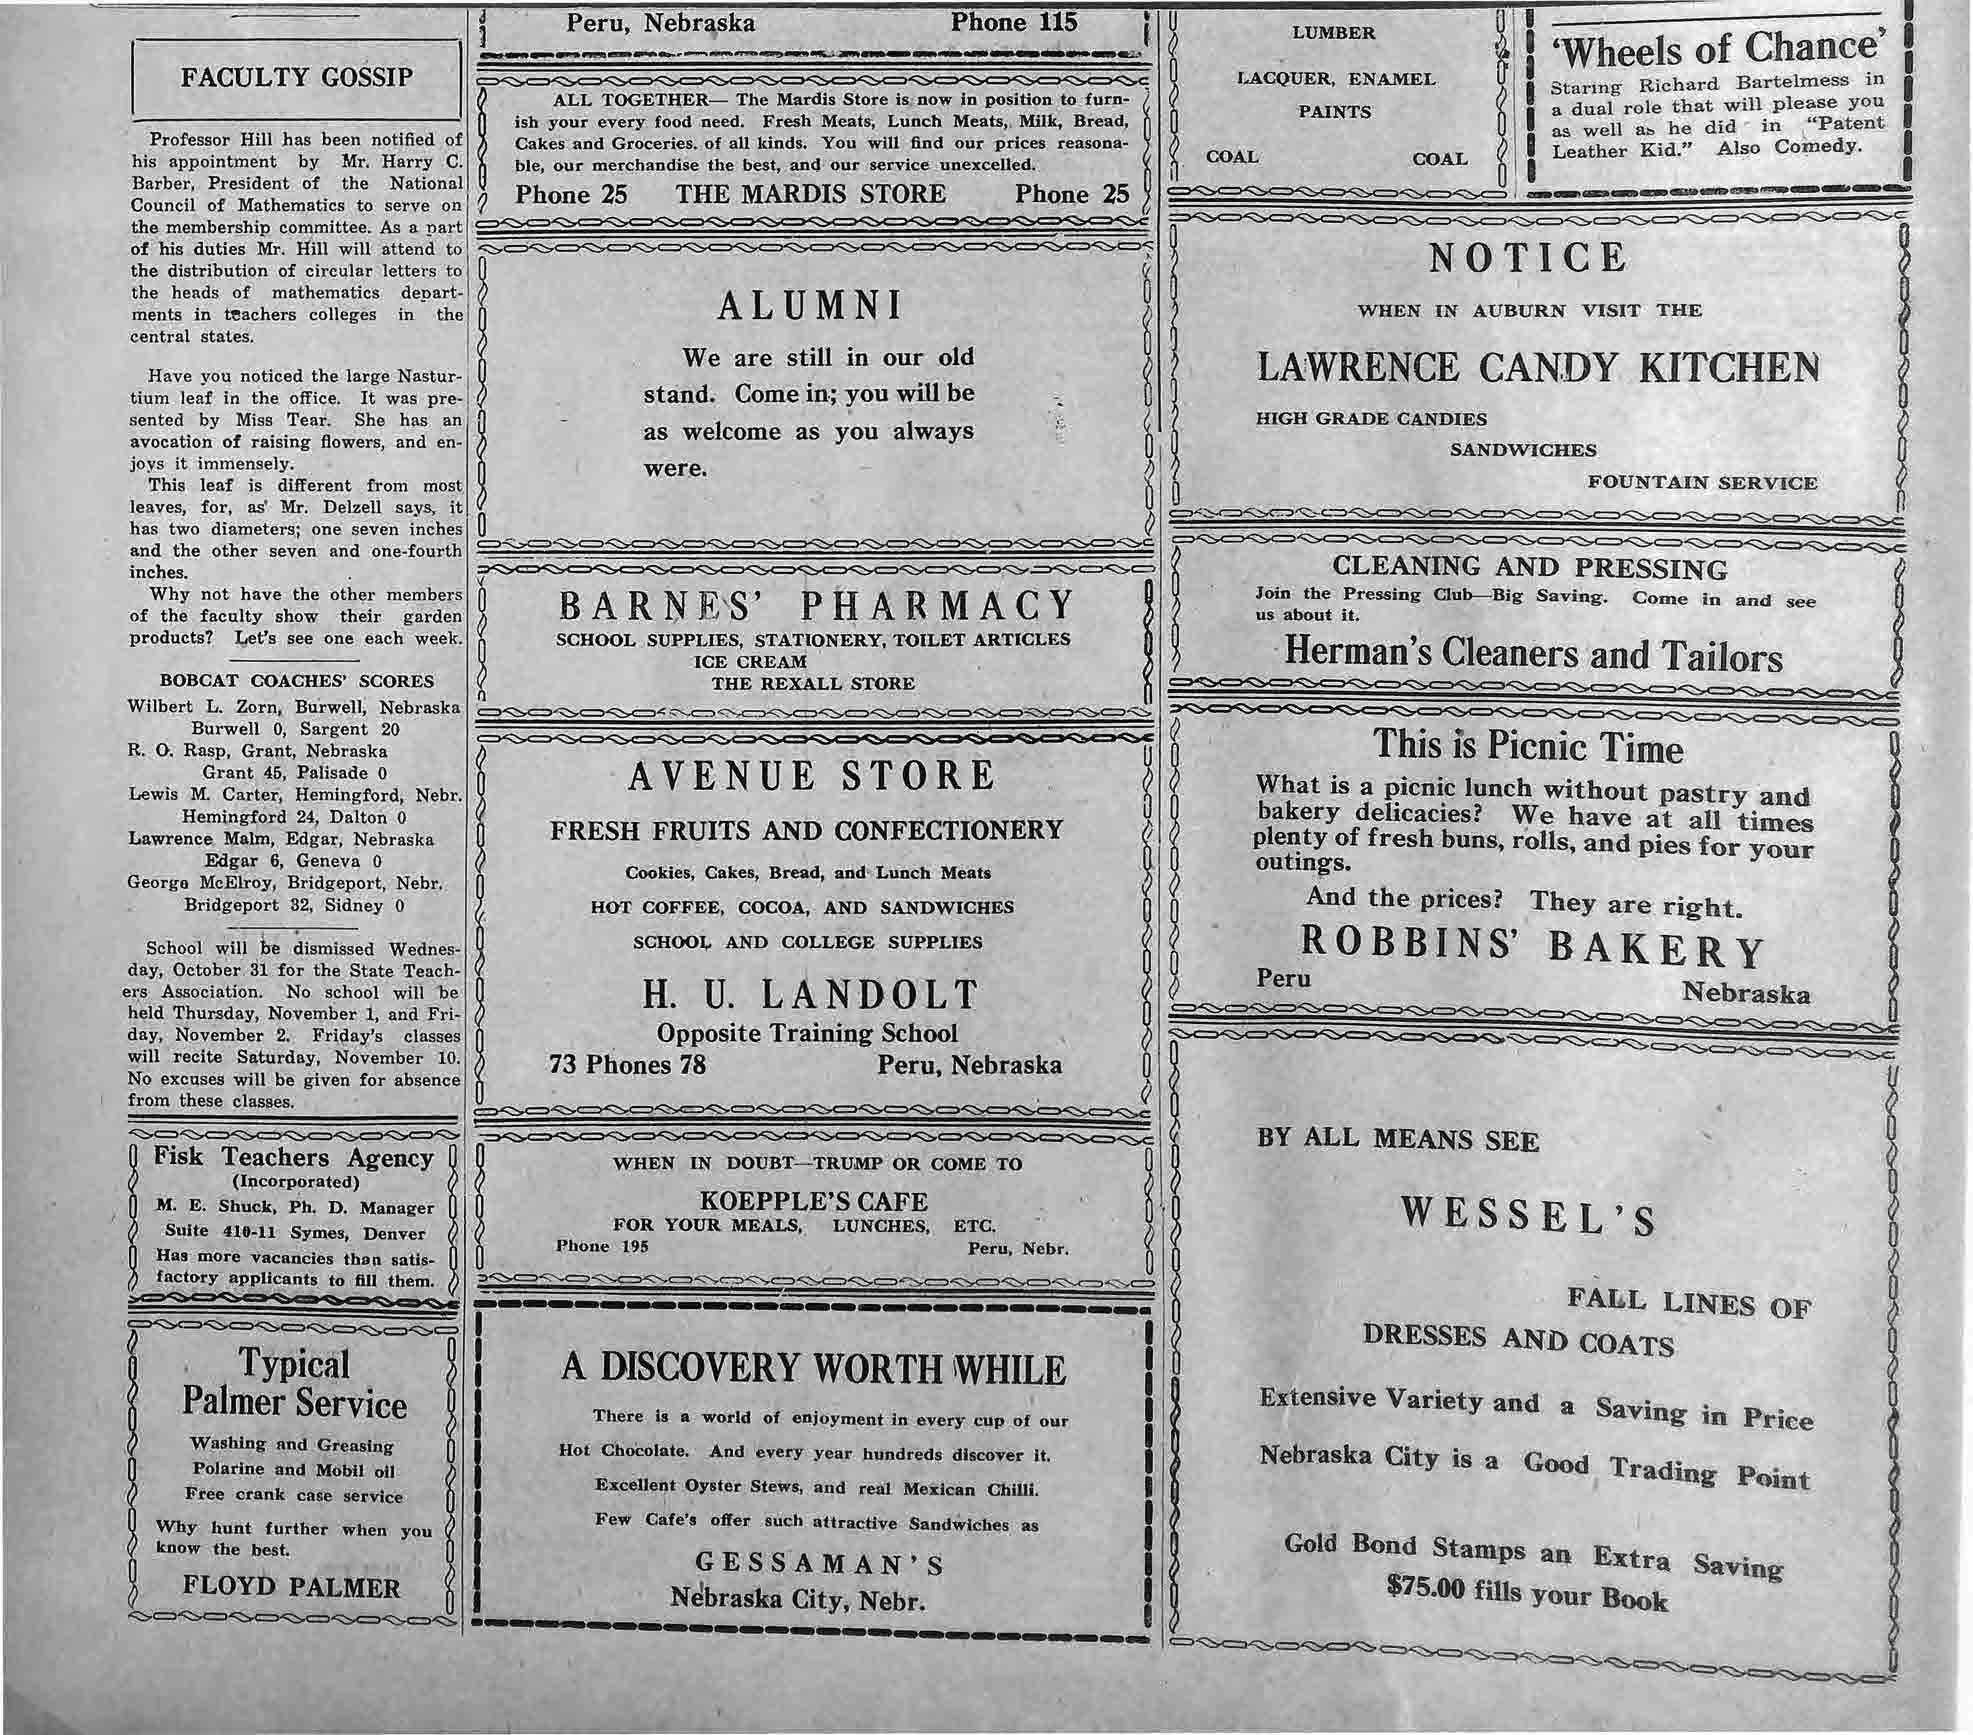 FACULTY GOSSIP
Professor Hill has been notified of
his appointment by Mr. Harry C.
Barber, President of the National
Council of Mathematics to serve on
the membership committee. As a part
of his duties Mr. Hill will attend to
the distribution of circular letters to
the heads of mathematics depart-
ments in teachers colleges in the
central states.
Have you noticed the large Nastur-
tium leaf in the office. It was pre-
sented by Miss Tear. She has an
avocation of raising flowers, and en-
joys it immensely.
This leaf is different from most
leaves, for, as' Mr. Delzell says, it
has two diameters; one seven inches
and the other seven and one-fourth
inches.
Why not have the other members
of the faculty show their garden
products? Let's see one each week.
BOBCAT COACHES' SCORES
Wilbert L. Zorn, Burwell, Nebraska
Burwell 0, Sargent 20
R. O. Rasp, Grant, Nebraska
Grant 45, Palisade 0
Lewis M. Carter, Hemingford, Nebr.
Hemingford 24, Dalton 0
Lawrence Malm, Edgar, Nebraska
Edgar 6, Geneva 0
George McElroy, Bridgeport, Nebr.
Bridgeport 32, Sidney 0
School will be dismissed Wednes-
day, October 31 for the State Teach-
ers Association. No school will be
held Thursday, November 1, and Fri-
day, November 2. Friday's classes
will recite Saturday, November 10.
No excuses will be given for absence
from these classes.
Fisk Teachers Agency
(Incorporated)
M. E. Shuck, Ph. D. Manager
Suite 410-11 Symes, Denver
Has more vacancies than satis-
factory applicants to fill them.
Typical
Palmer Service
Washing and Greasing
Polarine and Mobil oil
Free crank case service
Why hunt further when you
know the best.
FLOYD PALMER
Peru, Nebraska Phone 115
ALL TOGETHER— The Mardis Store is now in position to furn-
ish your every food need. Fresh Meats, Lunch Meats, Milk, Bread,
Cakes and Groceries. of all kinds. You will find our prices reasona-
ble, our merchandise the best, and our service unexcelled.
Phone 25 THE MARDIS STORE Phone 25
ALUMNI
We are still in our old
stand. Come in; you will be
as welcome as you always
were.
BARNES' PHARMACY
SCHOOL SUPPLIES, STATIONERY, TOILET ARTICLES
ICE CREAM
THE REXALL STORE
AVENUE STORE
FRESH FRUITS AND CONFECTIONERY
Cookies, Cakes, Bread, and Lunch Meats
HOT COFFEE, COCOA, AND SANDWICHES
SCHOOL AND COLLEGE SUPPLIES
H. U. LANDOLT
Opposite Training School
73 Phones 78 Peru, Nebraska
WHEN IN DOUBT—TRUMP OR COME TO
KOEPPLE'S CAFE
FOR YOUR MEALS, LUNCHES, ETC.
Phone 195 Peru, Nebr.
A DISCOVERY WORTH WHILE
There is a world of enjoyment in every cup of our
Hot Chocolate. And every year hundreds discover it.
Excellent Oyster Stews, and real Mexican Chilli.
Few Cafe's offer such attractive Sandwiches as
GESSAMAN'S
Nebraska City, Nebr.
LUMBER
LACQUER, ENAMEL
PAINTS
COAL COAL
'Wheels of Chance'
Staring Richard Bartelmess in
a dual role that will please you
as well as he did in "Patent
Leather Kid." Also Comedy.
NOTICE
WHEN IN AUBURN VISIT THE
LAWRENCE CANDY KITCHEN
HIGH GRADE CANDIES
SANDWICHES
FOUNTAIN SERVICE
CLEANING AND PRESSING
Join the Pressing Club—Big Saving. Come in and see
us about it.
Herman's Cleaners and Tailors
This is Picnic Time
What is a picnic lunch without pastry and
bakery delicacies? We have at all times
plenty of fresh buns, rolls, and pies for your
outings.
And the prices? They are right.
ROBBINS' BAKERY
Peru Nebraska
BY ALL MEANS SEE
WESSEL'S
FALL LINES OF
DRESSES AND COATS
Extensive Variety and a Saving in Price
Nebraska City is a Good Trading Point
Gold Bond Stamps an Extra Saving
$75.00 fills your Book